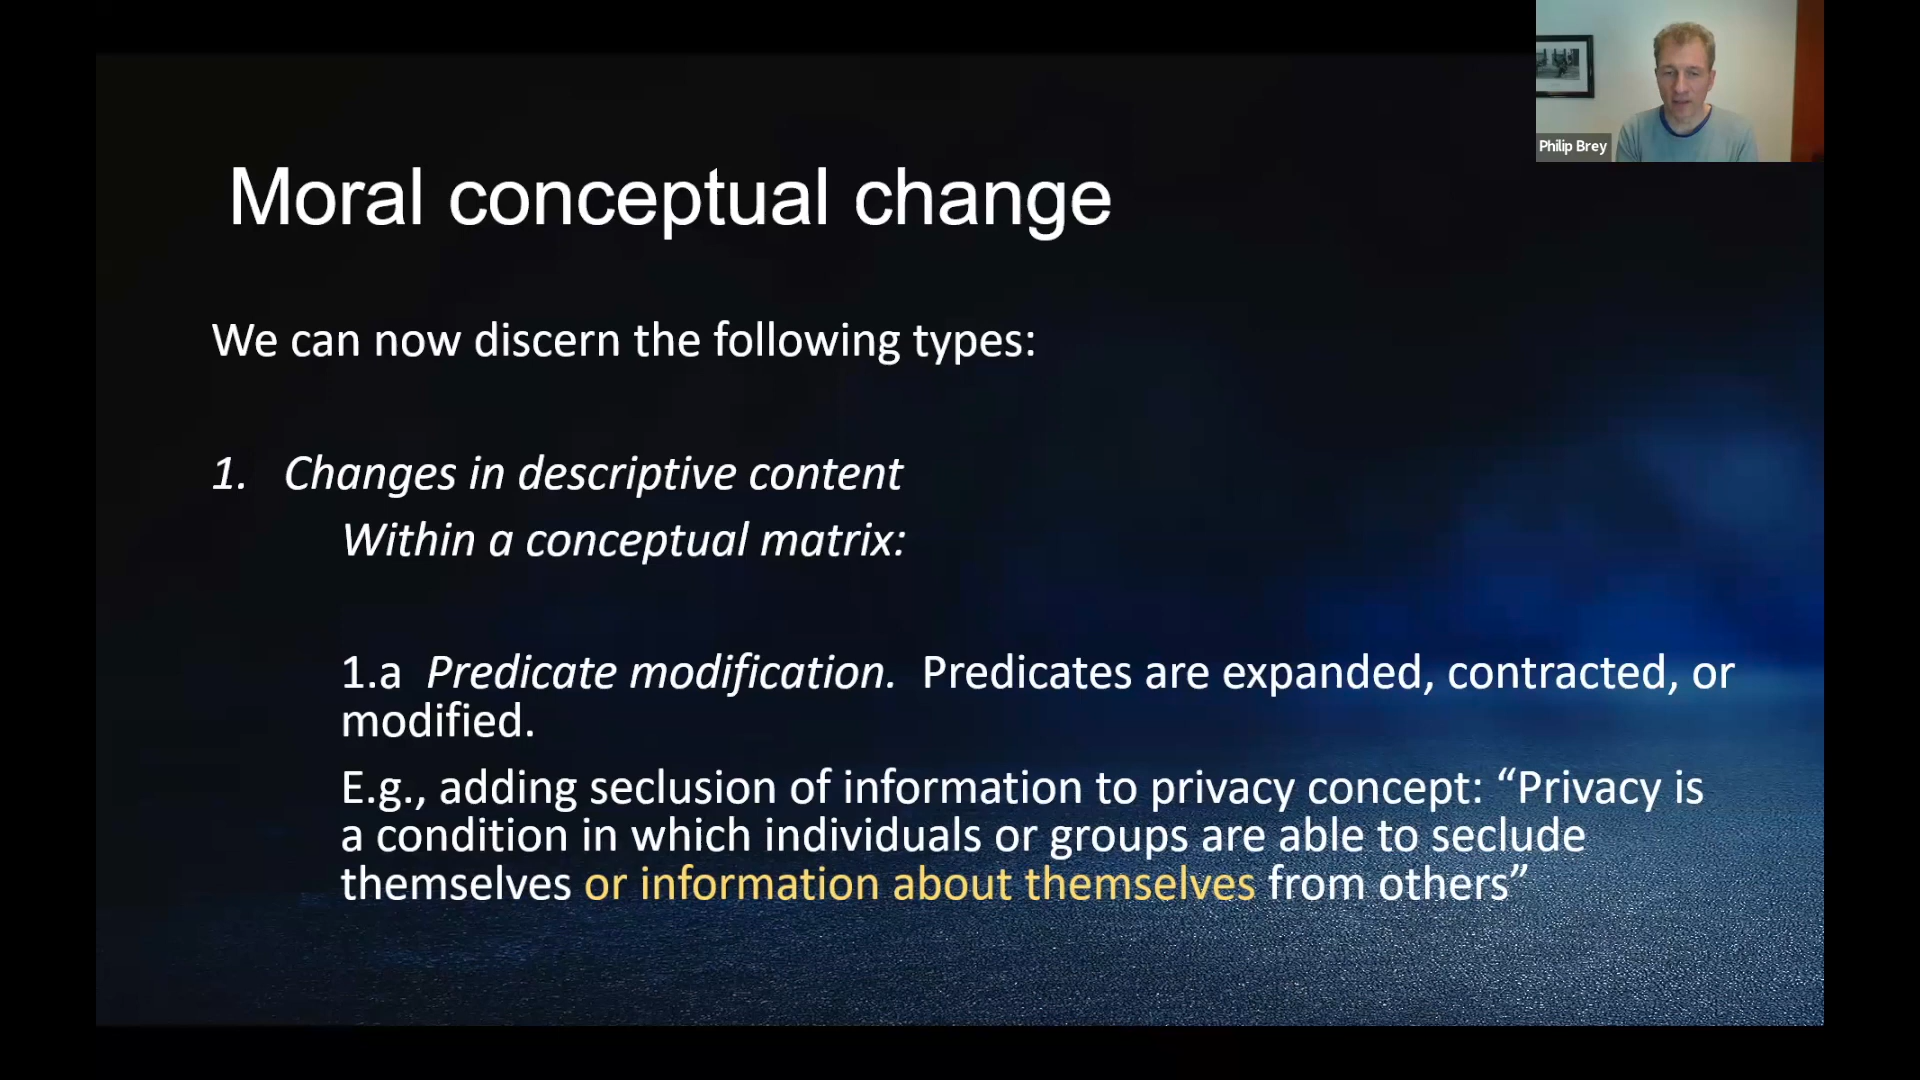 Philip Brey
Moral conceptual change
We can now discern the following types:
1. Changes in descriptive content
Within a conceptual matrix:
1.a Predicate modification. Predicates are expanded, contracted, or
modified.
E.g., adding seclusion of information to privacy concept: “Privacy is
a condition in which individuals or groups are able to seclude
themselves or information about themselves from others”